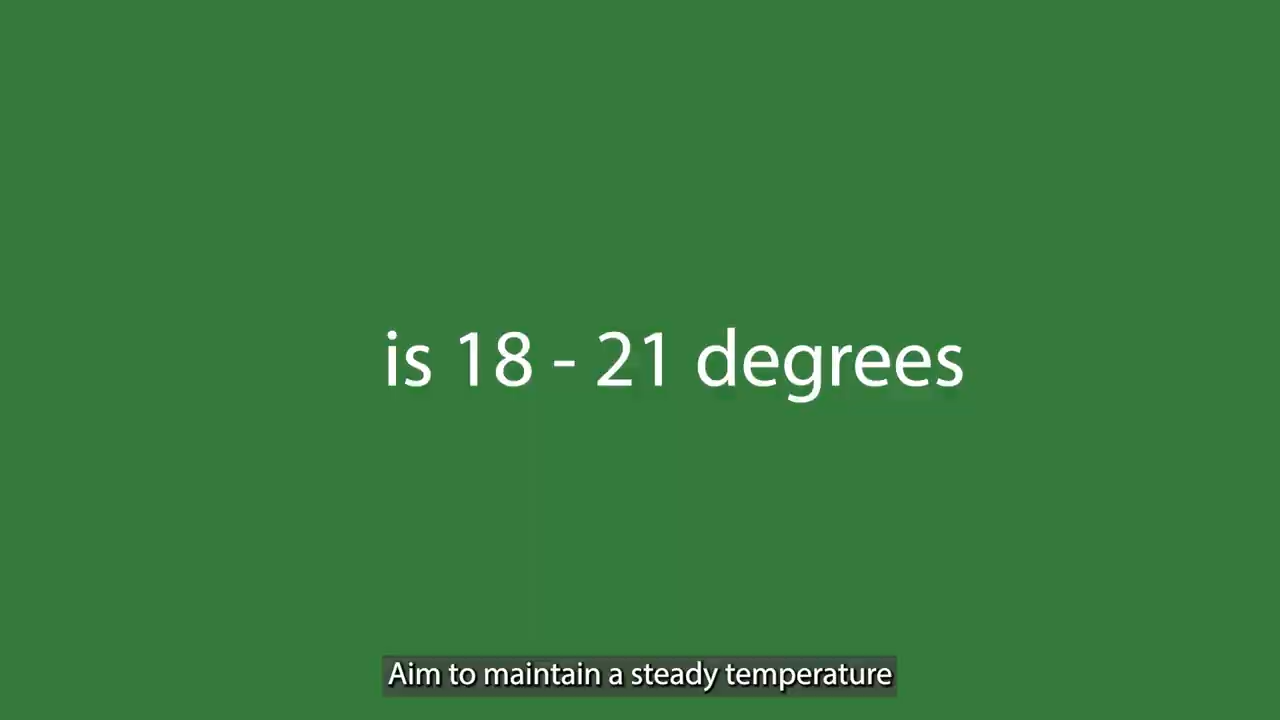 is 18 - 21 degrees
Aim to maintain a steady temperature